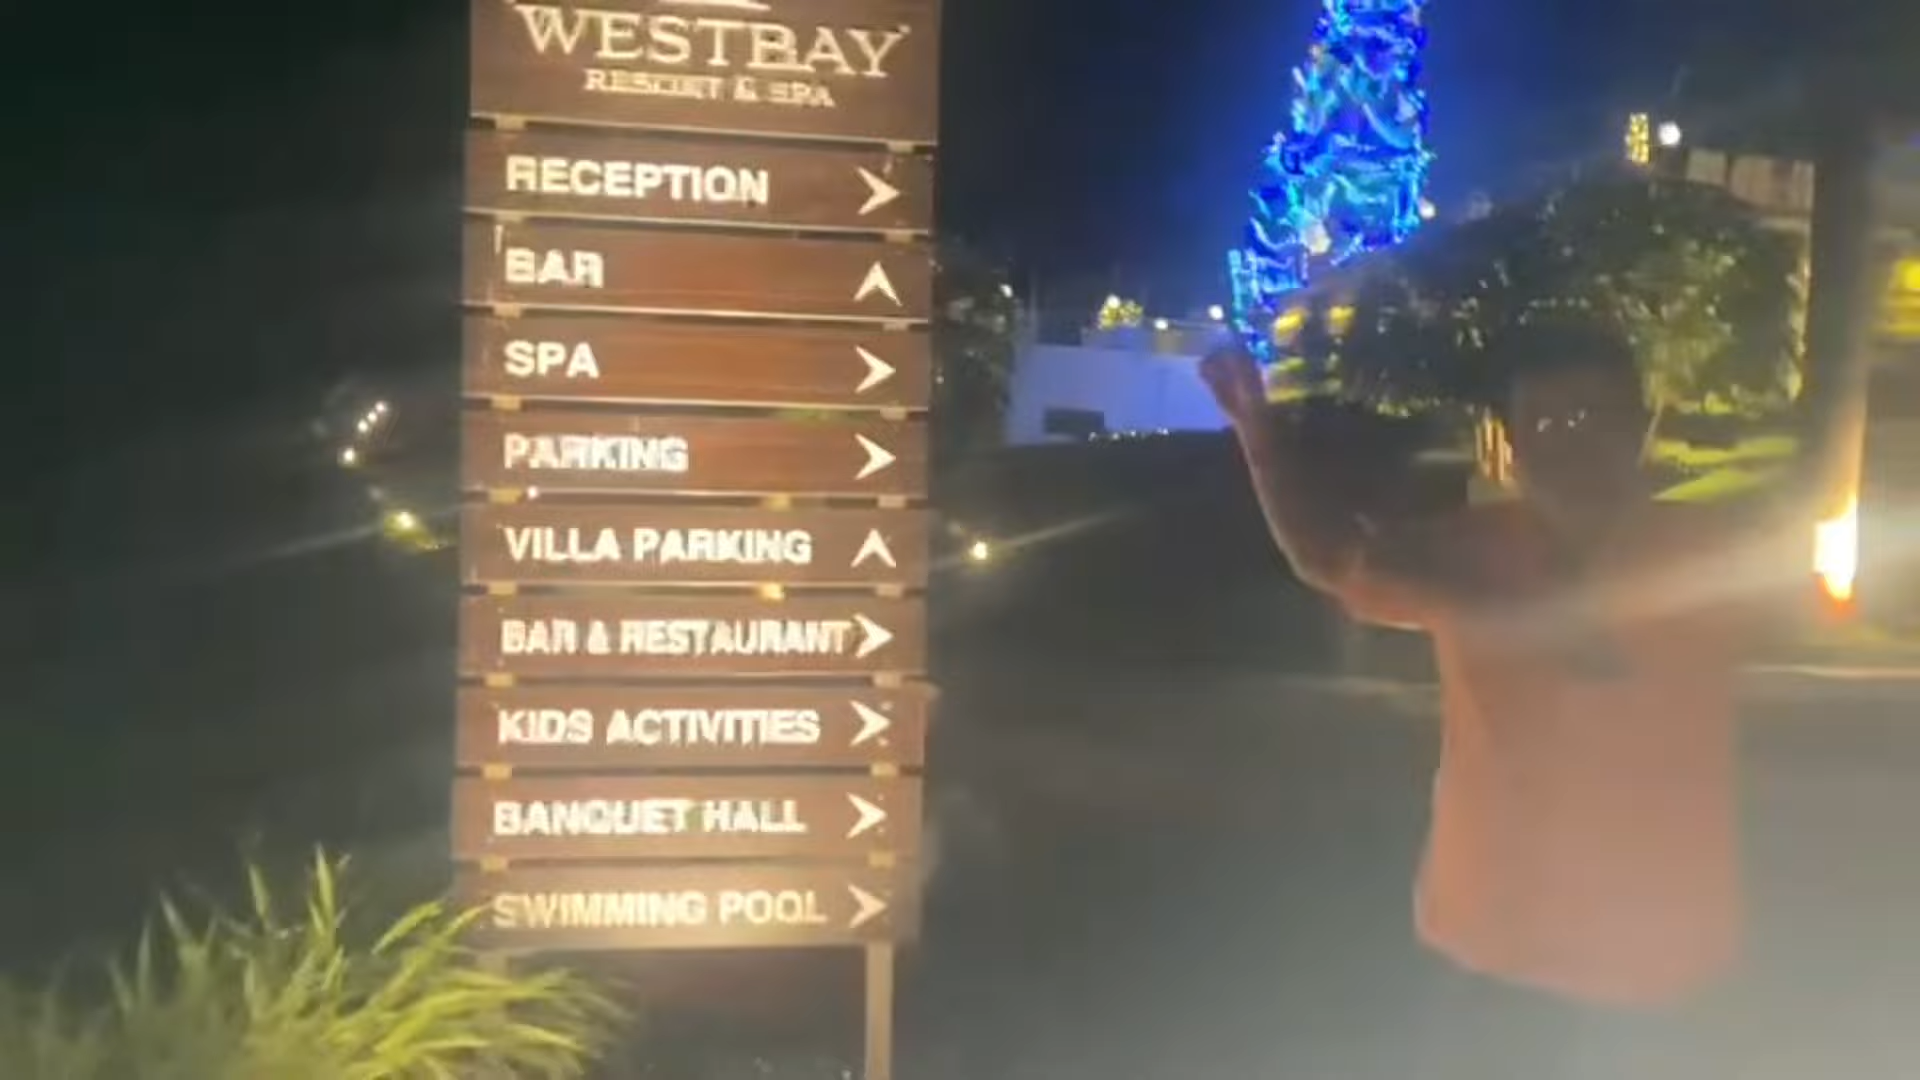 WESTBAY
RESORT & SPA
RECEPTION
BAR
SPA
PARKING
VILLA PARKING
BAR & RESTAURANT
KIDS ACTIVITIES
BANQUET HALL
SWIMMING POOL